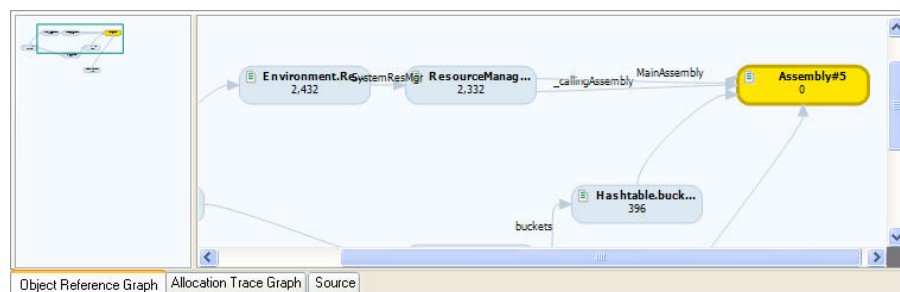 Environment.Re...
2,432
SystemResMgr
ResourceManag...
2,332
_callingAssembly
MainAssembly
Assembly#5
0
Hashtable.buck...
396
buckets
Object Reference Graph
Allocation Trace Graph
Source